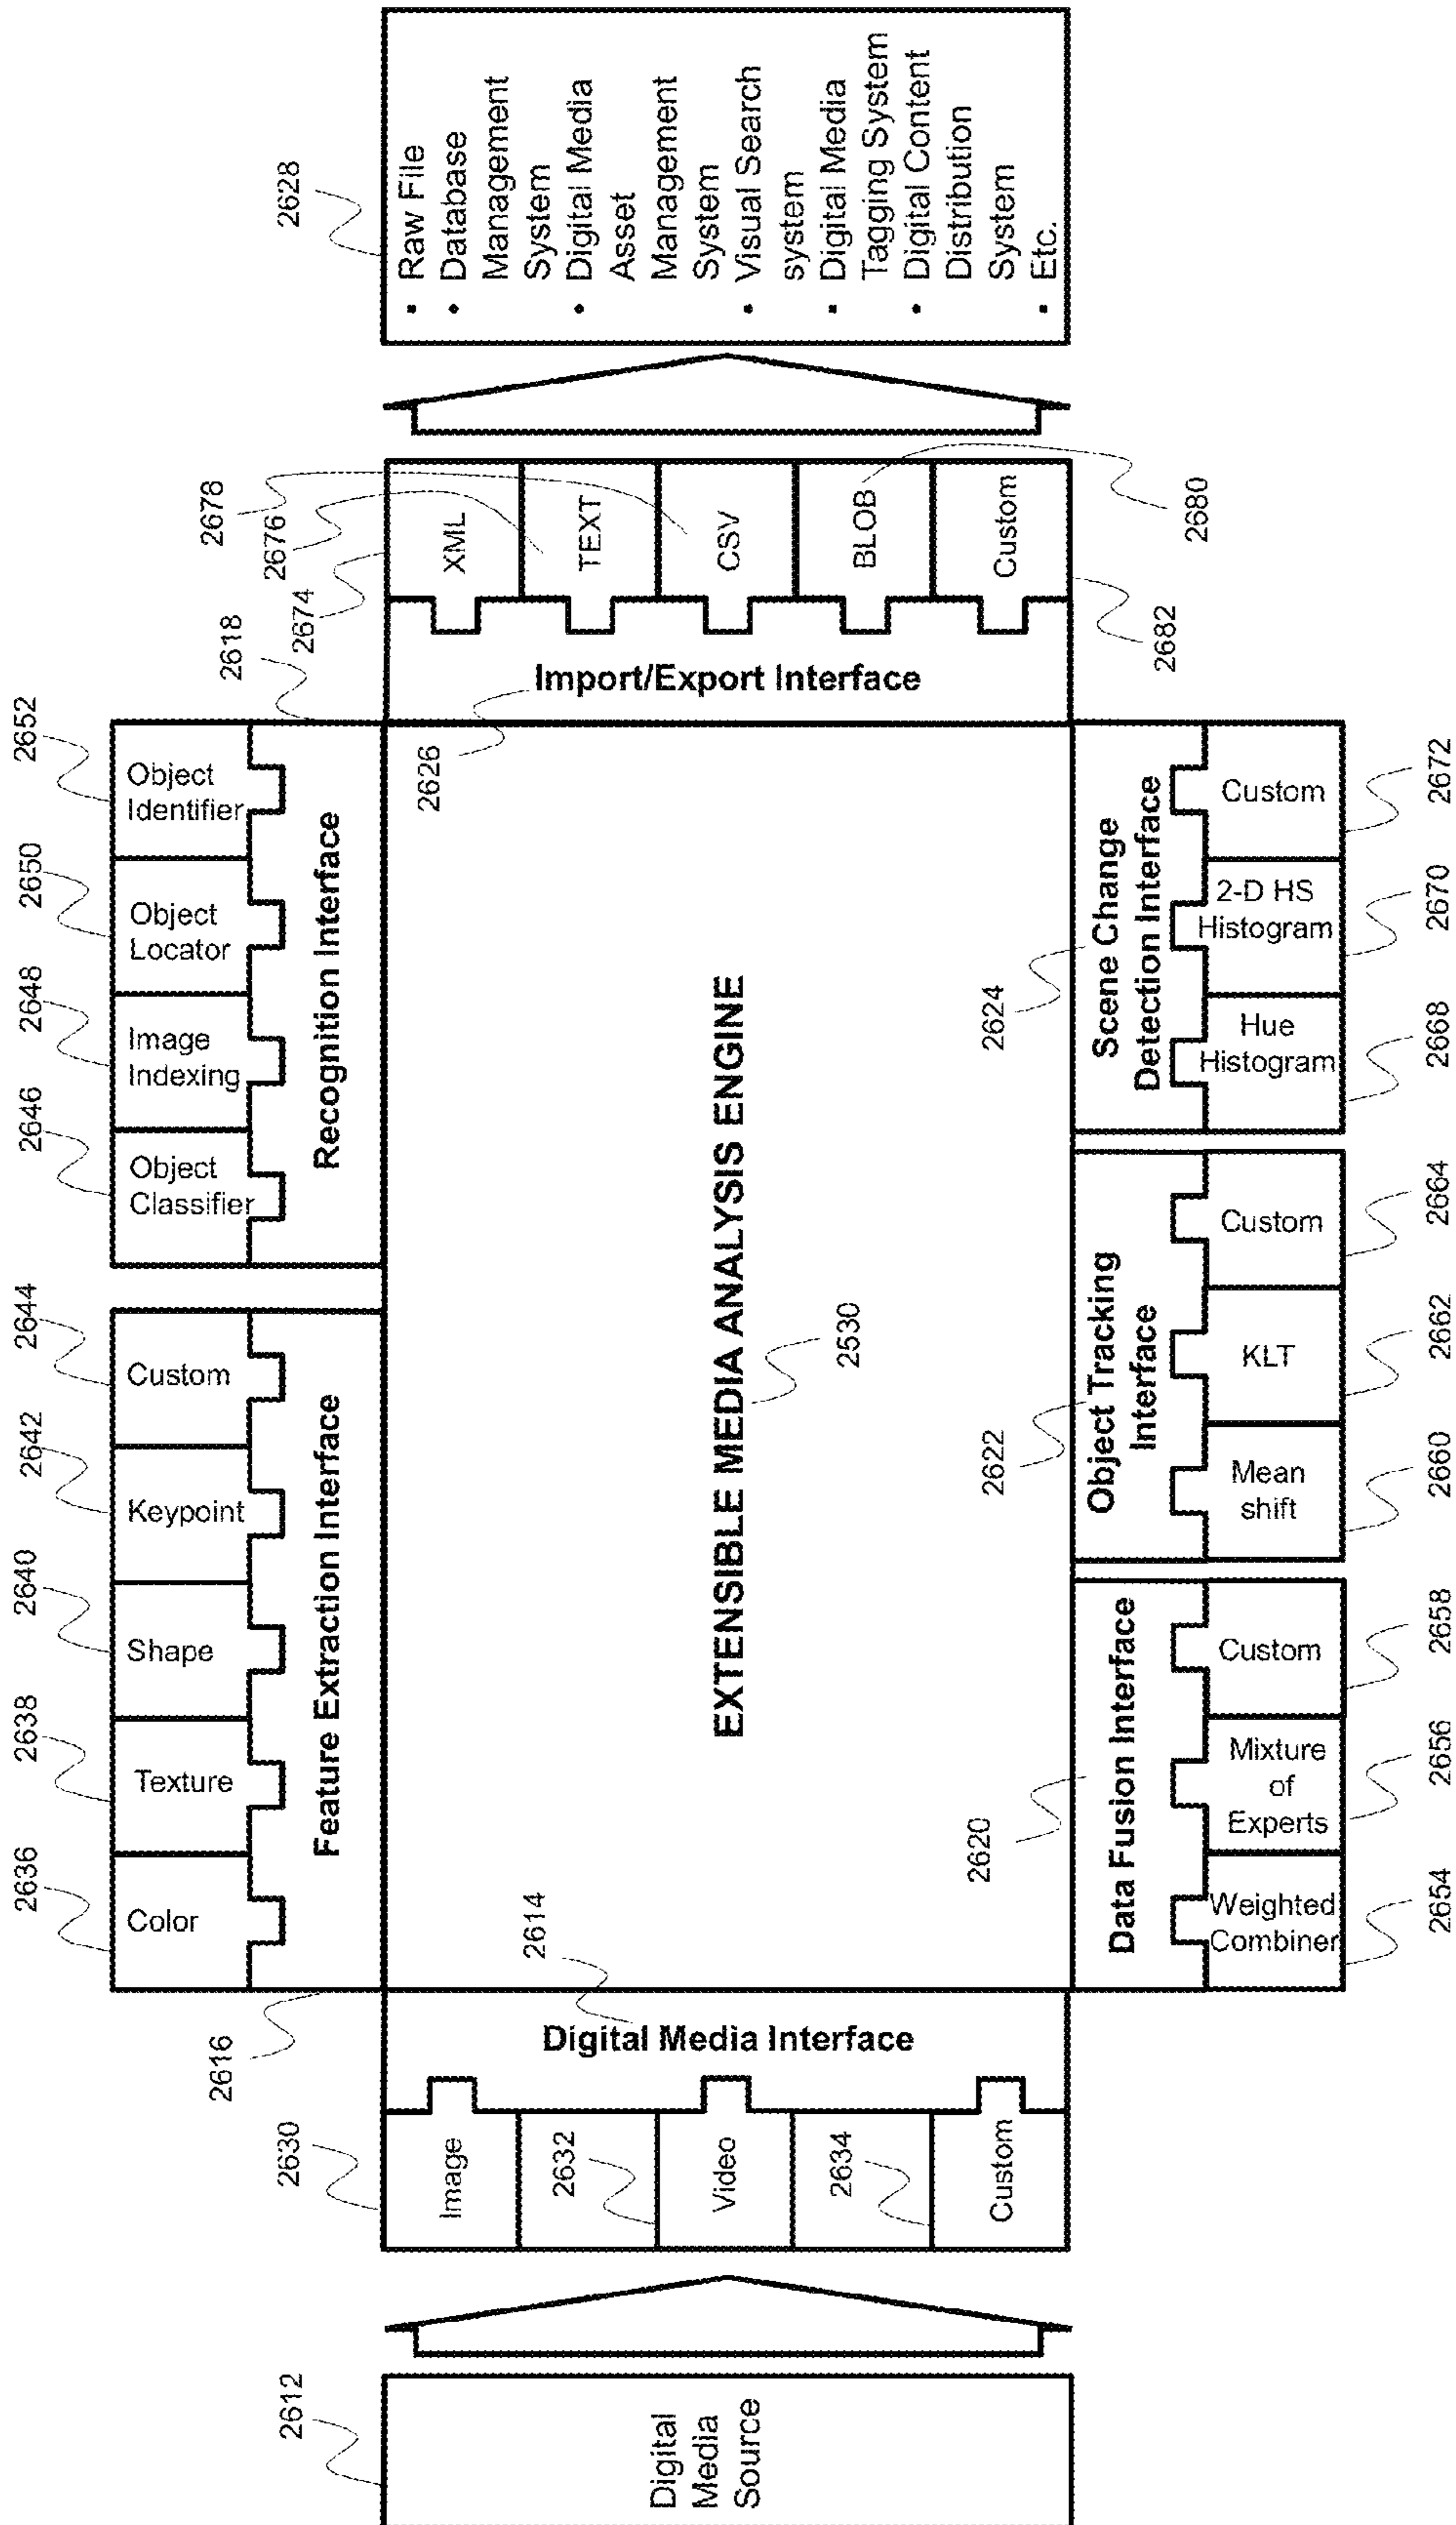 2612
Digital
Media
Source
2630
Image
2632
Video
2634
Custom
Digital Media Interface
2614
2616
2636
2638
2640
2642
2644
Color
Texture
Shape
Keypoint
Custom
Feature Extraction Interface
2646
2648
2650
2652
Object
Classifier
Image
Indexing
Object
Locator
Object
Identifier
Recognition Interface
2618
EXTENSIBLE MEDIA ANALYSIS ENGINE
2530
2620
Data Fusion Interface
Weighted
Combiner
Mixture
of
Experts
Custom
2654
2656
2658
2622
Object Tracking
Interface
Mean
shift
KLT
Custom
2660
2662
2664
2624
Scene Change
Detection Interface
Hue
Histogram
2-D HS
Histogram
Custom
2668
2670
2672
2626
Import/Export Interface
2674
2676
2678
XML
TEXT
CSV
BLOB
Custom
2680
2682
2628
▪ Raw File
• Database
Management
System
• Digital Media
Asset
Management
System
• Visual Search
system
▪ Digital Media
Tagging System
• Digital Content
Distribution
System
▪ Etc.